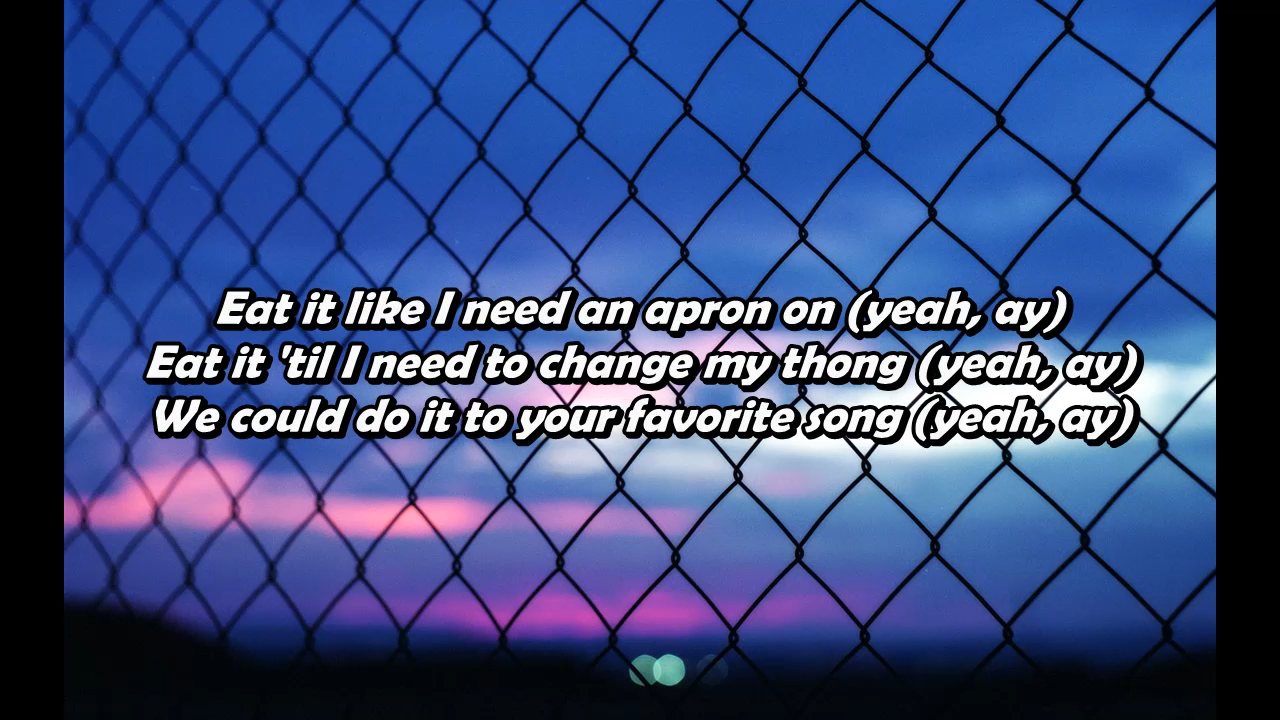 Eat it like I need an apron on (yeah, ay)
Eat it 'til I need to change my thong (yeah, ay)
We could do it to your favorite song (yeah, ay)